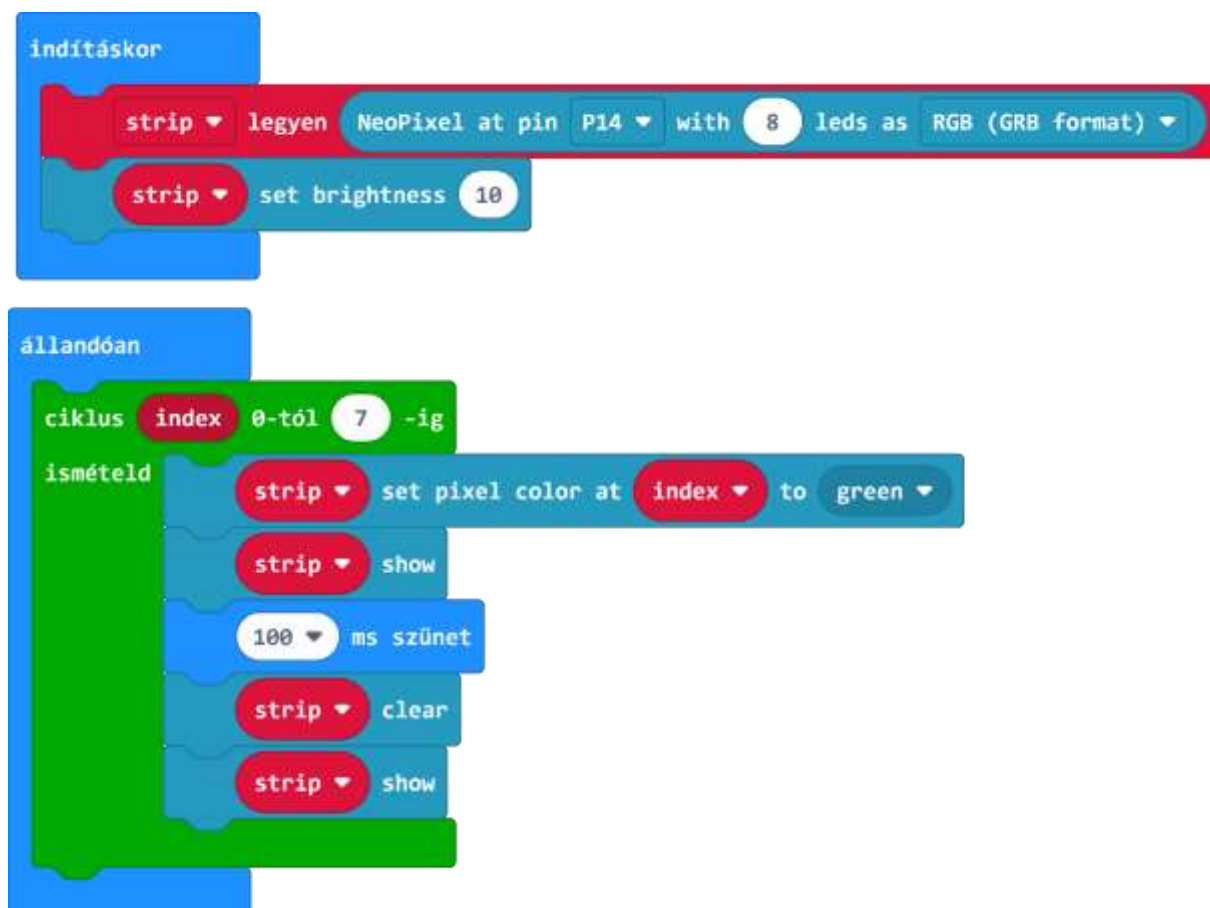 indításkor
strip legyen NeoPixel at pin P14 with 8 leds as RGB (GRB format)
strip set brightness 10
állandóan
ciklus index 0-tól 7 -ig
ismételd
strip set pixel color at index to green
strip show
100 ms szünet
strip clear
strip show